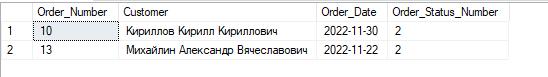 Order_Number Customer Order_Date Order_Status_Number
1 10 Кириллов Кирилл Кириллович 2022-11-30 2
2 13 Михайлин Александр Вячеславович 2022-11-22 2